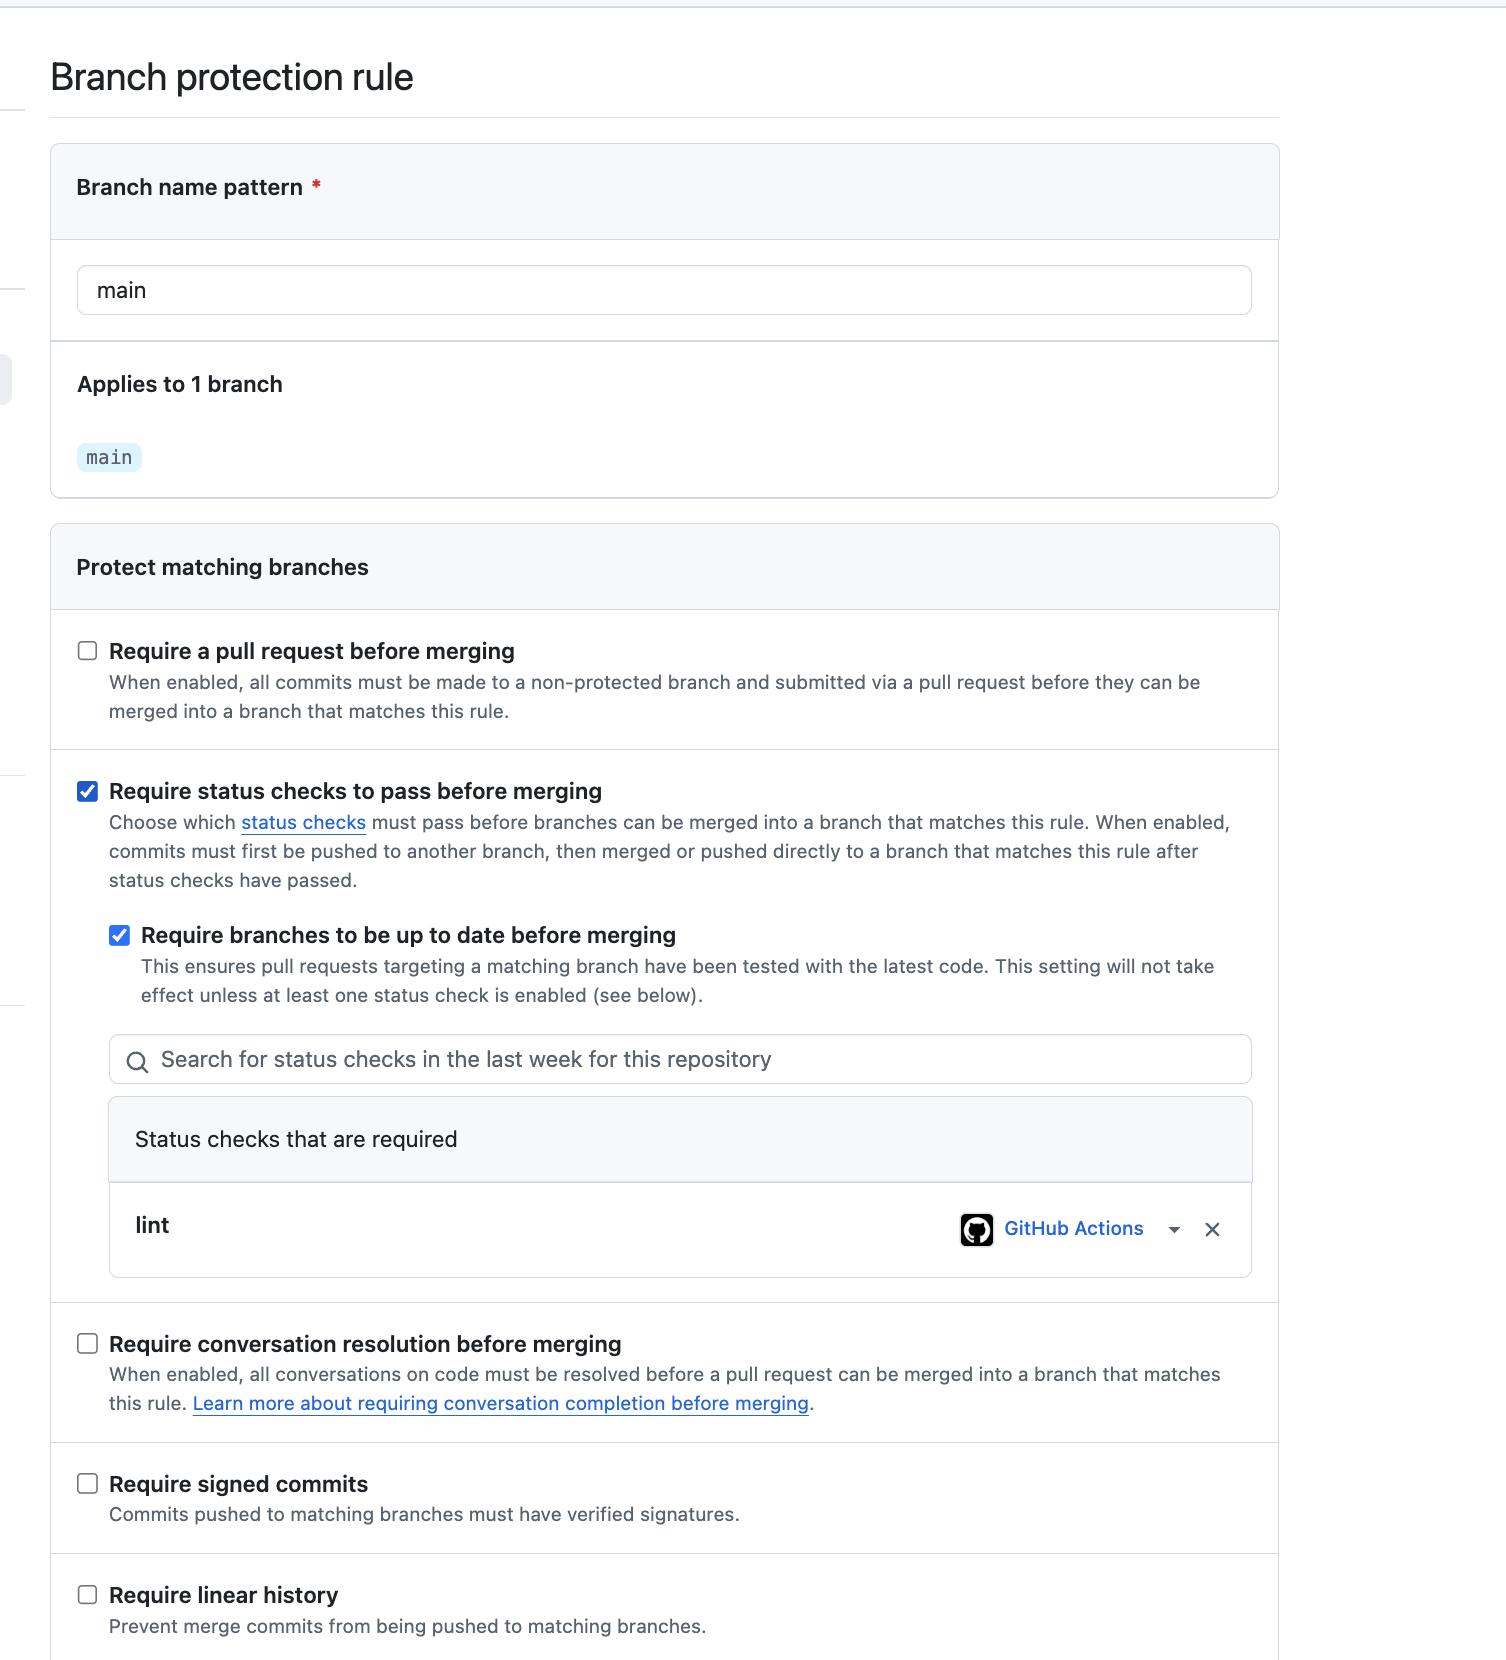 Branch protection rule
Branch name pattern *
main
Applies to 1 branch
main
Protect matching branches
Require a pull request before merging
When enabled, all commits must be made to a non-protected branch and submitted via a pull request before they can be
merged into a branch that matches this rule.
Require status checks to pass before merging
Choose which status checks must pass before branches can be merged into a branch that matches this rule. When enabled,
commits must first be pushed to another branch, then merged or pushed directly to a branch that matches this rule after
status checks have passed.
Require branches to be up to date before merging
This ensures pull requests targeting a matching branch have been tested with the latest code. This setting will not take
effect unless at least one status check is enabled (see below).
Search for status checks in the last week for this repository
Status checks that are required
lint GitHub Actions
Require conversation resolution before merging
When enabled, all conversations on code must be resolved before a pull request can be merged into a branch that matches
this rule. Learn more about requiring conversation completion before merging.
Require signed commits
Commits pushed to matching branches must have verified signatures.
Require linear history
Prevent merge commits from being pushed to matching branches.